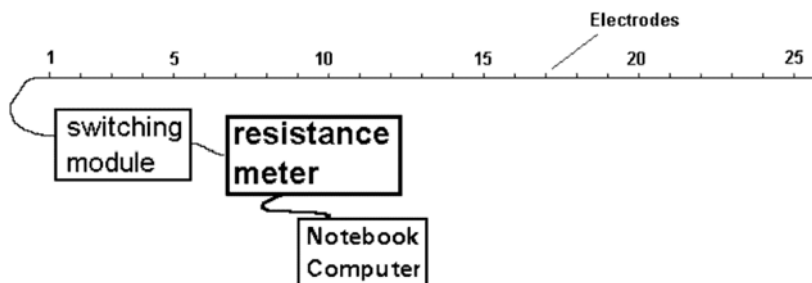 Electrodes
1 5 10 15 20 25
switching
module
resistance
meter
Notebook
Computer